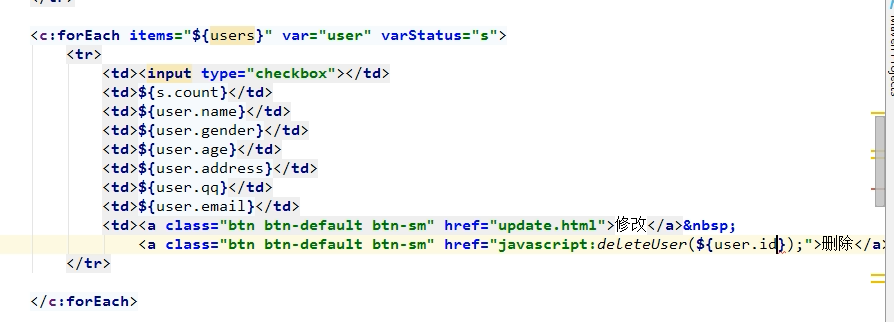 <c:forEach items="${users}" var="user" varStatus="s">
<tr>
<td><input type="checkbox"></td>
<td>${s.count}</td>
<td>${user.name}</td>
<td>${user.gender}</td>
<td>${user.age}</td>
<td>${user.address}</td>
<td>${user.qq}</td>
<td>${user.email}</td>
<td><a class="btn btn-default btn-sm" href="update.html">修改</a>&nbsp;
<a class="btn btn-default btn-sm" href="javascript:deleteUser(${user.id});">删除</a>
</tr>
</c:forEach>